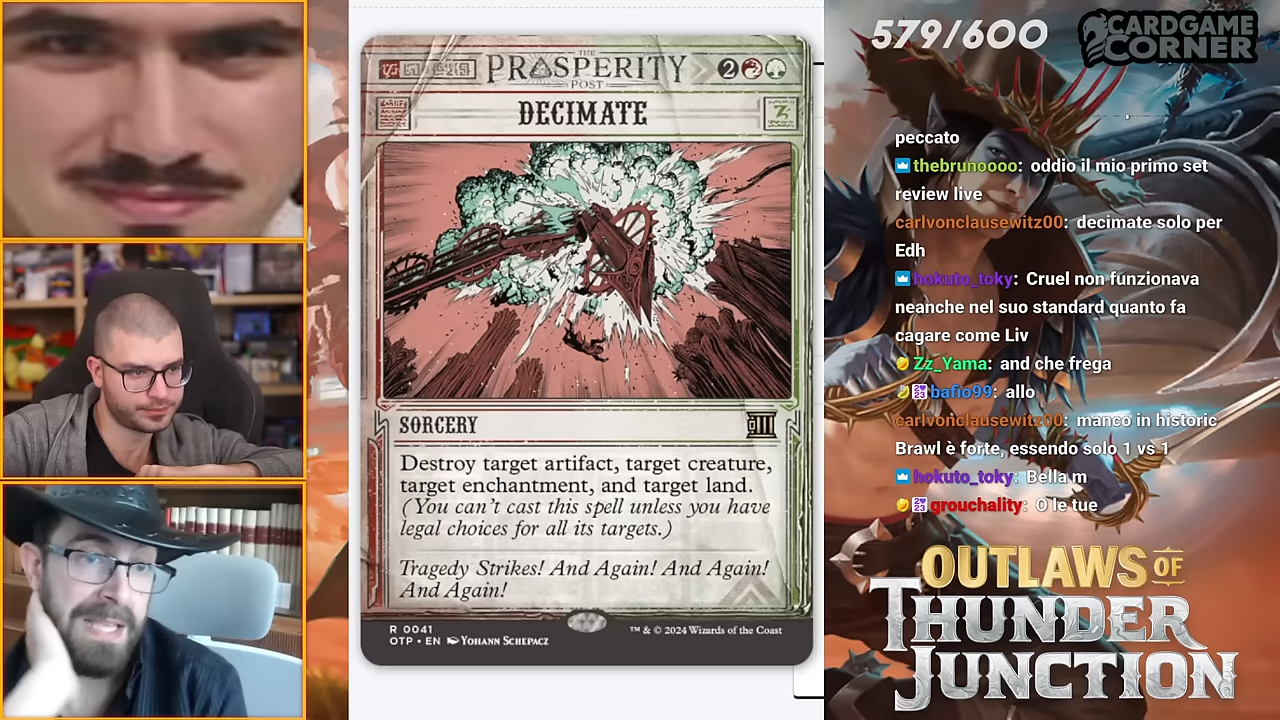 THE
PROSPERITY
POST
2
DECIMATE
SORCERY
Destroy target artifact, target creature,
target enchantment, and target land.
(You can't cast this spell unless you have
legal choices for all its targets.)
Tragedy Strikes! And Again! And Again!
And Again!
R 0041
OTP • EN YOHANN SCHEPACZ
™ & © 2024 Wizards of the Coast
579/600
CARDGAME
CORNER
peccato
thebrunoooo: oddio il mio primo set
review live
carlvonclausewitz00: decimate solo per
Edh
hokuto_toky: Cruel non funzionava
neanche nel suo standard quanto fa
cagare come Liv
Zz_Yama: and che frega
bafio99: allo
carlvonclausewitz00: manco in historic
Brawl è forte, essendo solo 1 vs 1
hokuto_toky: Bella m
grouchality: O le tue
OUTLAWS OF
THUNDER
JUNCTION